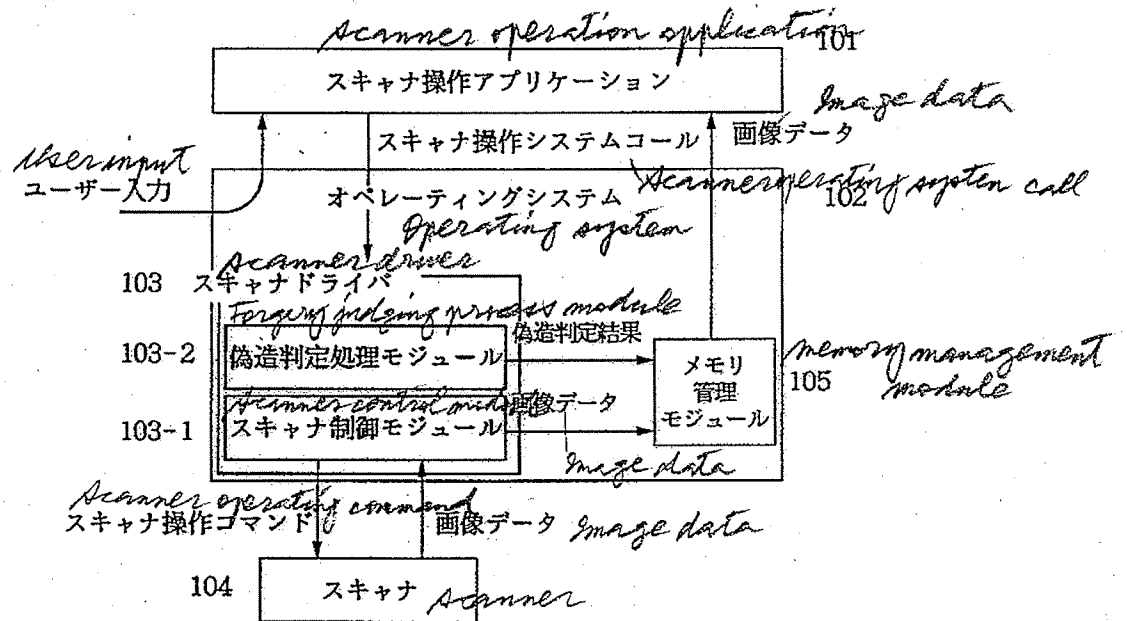 Scanner operation application
101
スキャナ操作アプリケーション
Image data
画像データ
スキャナ操作システムコール
User input
ユーザー入力
Scanner operating system call
102
オペレーティングシステム
Operating system
scanner driver
103 スキャナドライバ
Forgery judging process module
偽造判定結果
103-2 偽造判定処理モジュール
memory management
module
メモリ
管理
モジュール
105
Scanner control
画像データ
103-1 スキャナ制御モジュール
Image data
Scanner operating command
スキャナ操作コマンド
画像データ Image data
104 スキャナ scanner